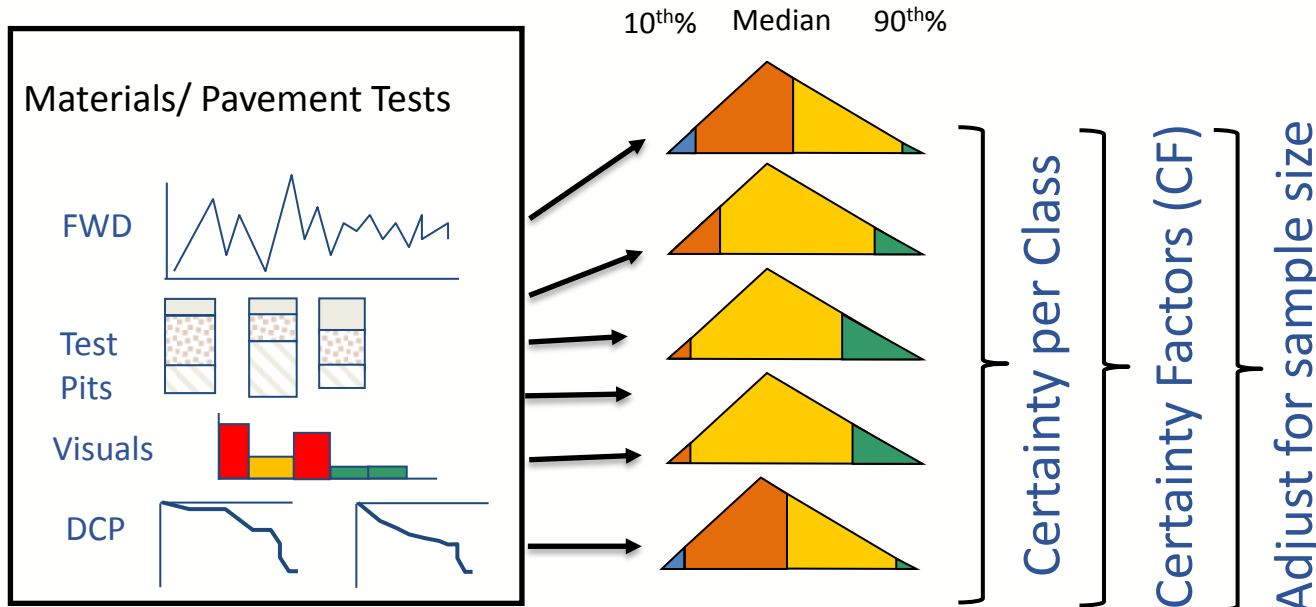 10th% Median 90th%
Materials/ Pavement Tests
FWD
Test
Pits
Visuals
DCP
Certainty per Class
Certainty Factors (CF)
Adjust for sample size